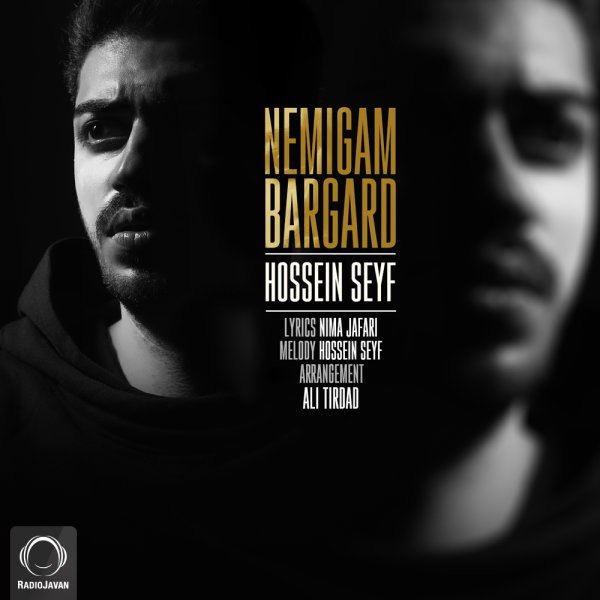 NEMIGAM
BARGARD
HOSSEIN SEYF
LYRICS NIMA JAFARI
MELODY HOSSEIN SEYF
ARRANGEMENT
ALI TIRDAD
RADIOJAVAN